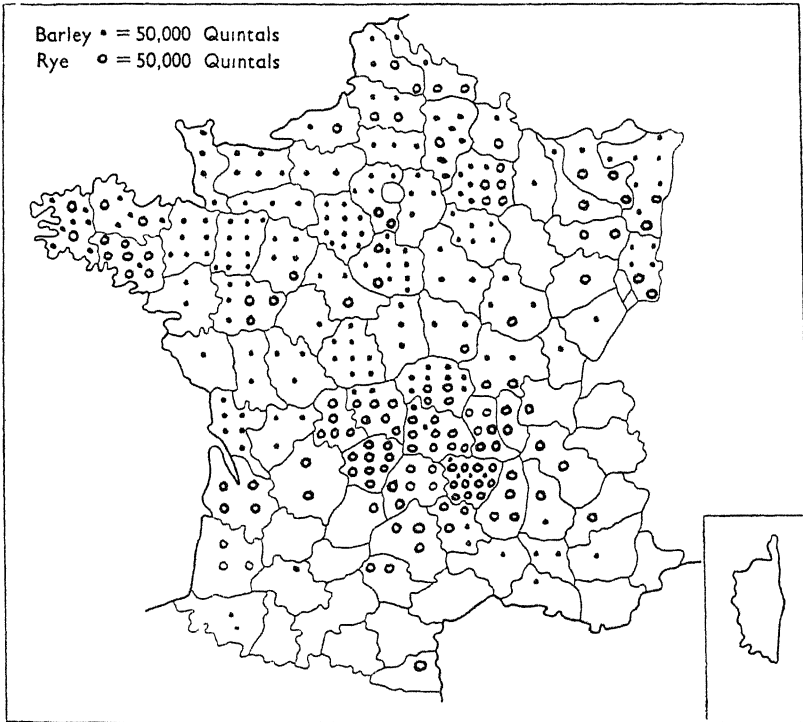 Barley • = 50,000 Quintals
Rye o = 50,000 Quintals